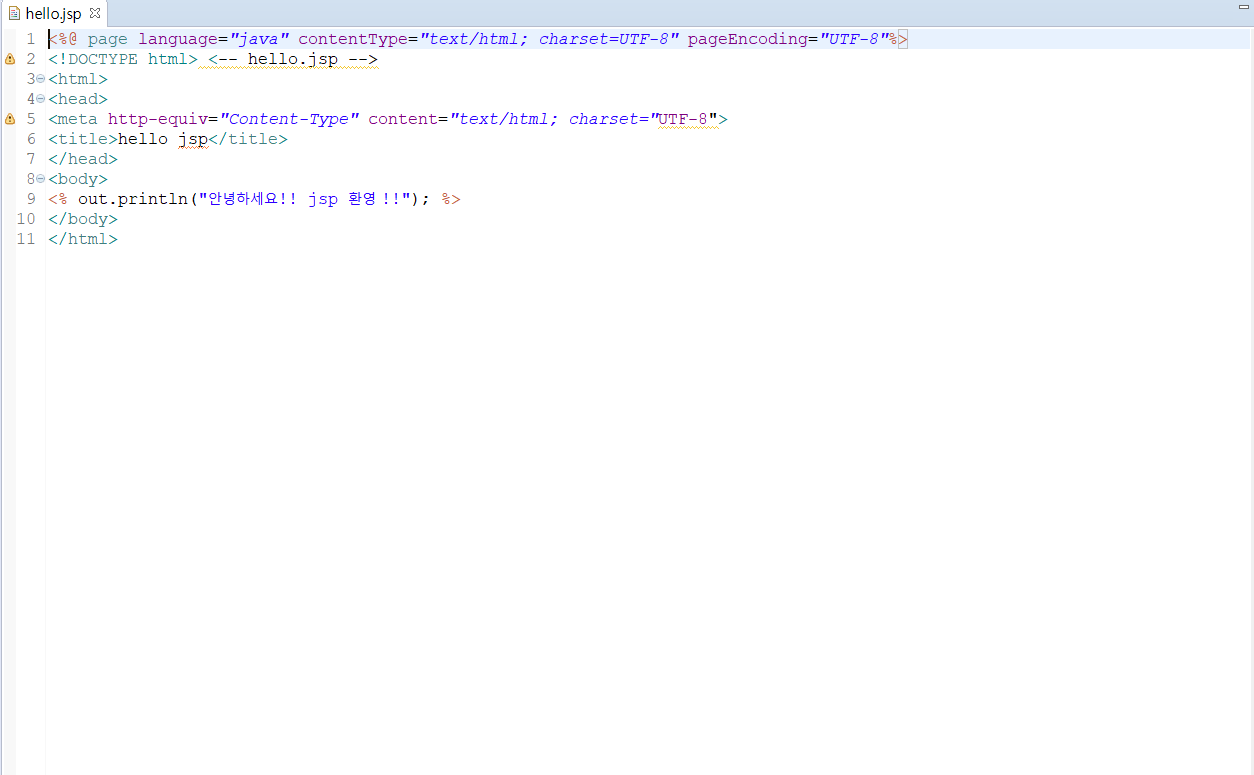 hello.jsp
1 <%@ page language="java" contentType="text/html; charset=UTF-8" pageEncoding="UTF-8"%>
2 <!DOCTYPE html> <-- hello.jsp -->
3 <html>
4 <head>
5 <meta http-equiv="Content-Type" content="text/html; charset="UTF-8">
6 <title>hello jsp</title>
7 </head>
8 <body>
9 <% out.println("안녕하세요!! jsp 환영 !!"); %>
10 </body>
11 </html>